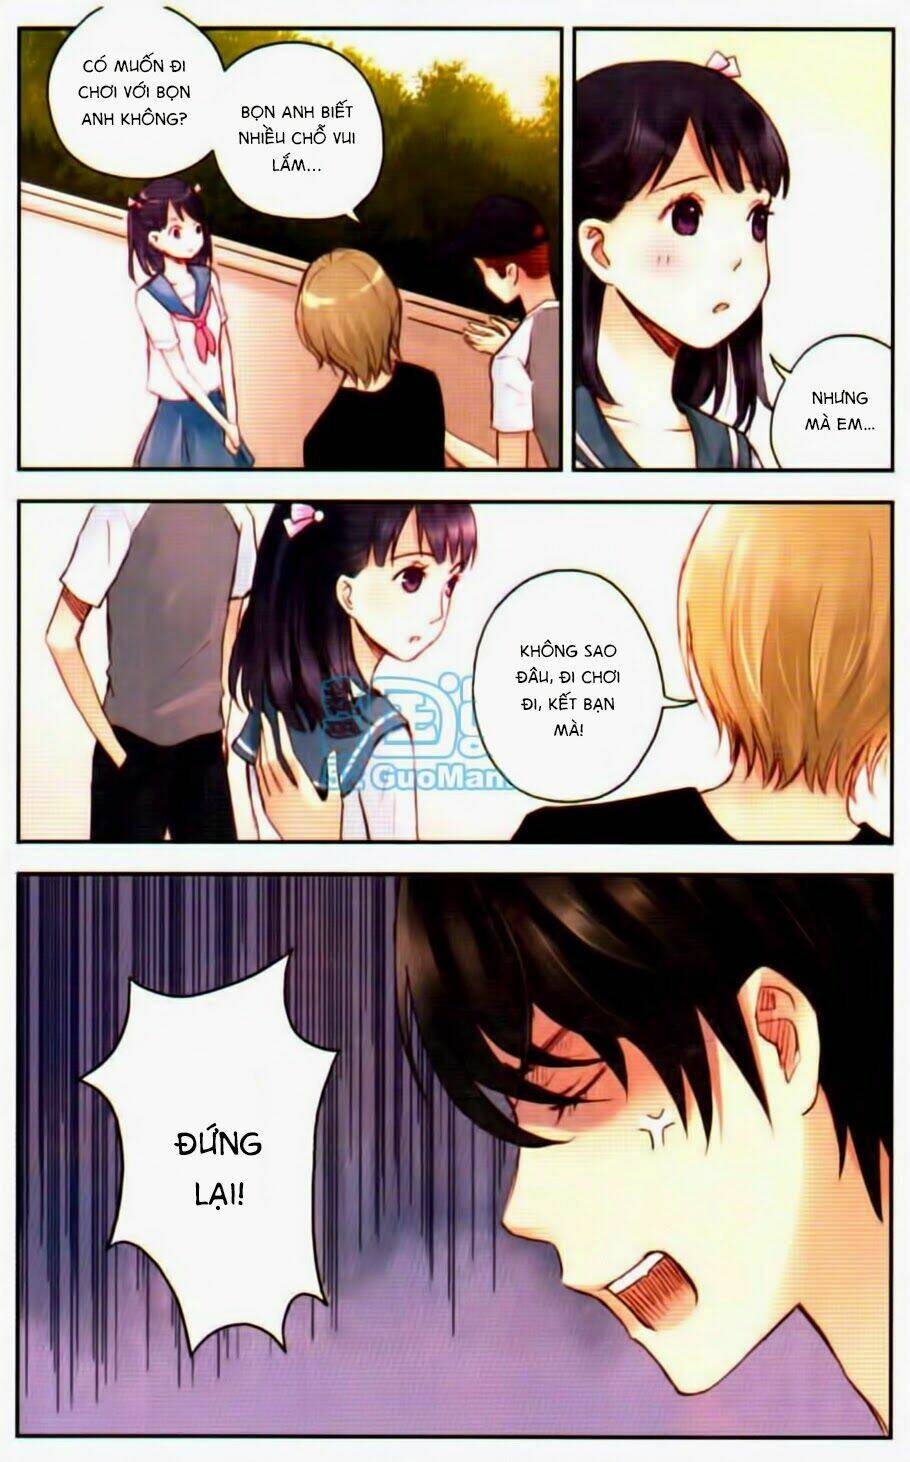 CÓ MUỐN ĐI
CHƠI VỚI BỌN
ANH KHÔNG?
BỌN ANH BIẾT
NHIỀU CHỖ VUI
LẮM...
NHƯNG
MÀ EM...
KHÔNG SAO
ĐÂU, ĐI CHƠI
ĐI, KẾT BẠN
MÀ!
GuoMan
ĐỨNG
LẠI!